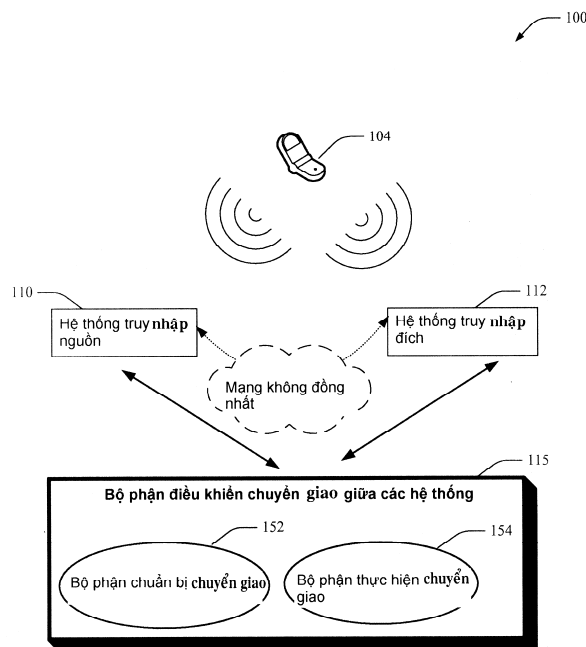 100
104
110
112
Hệ thống truy nhập
nguồn
Hệ thống truy nhập
đích
Mạng không đồng
nhất
115
Bộ phận điều khiển chuyển giao giữa các hệ thống
152
154
Bộ phận chuẩn bị chuyển giao
Bộ phận thực hiện chuyển
giao